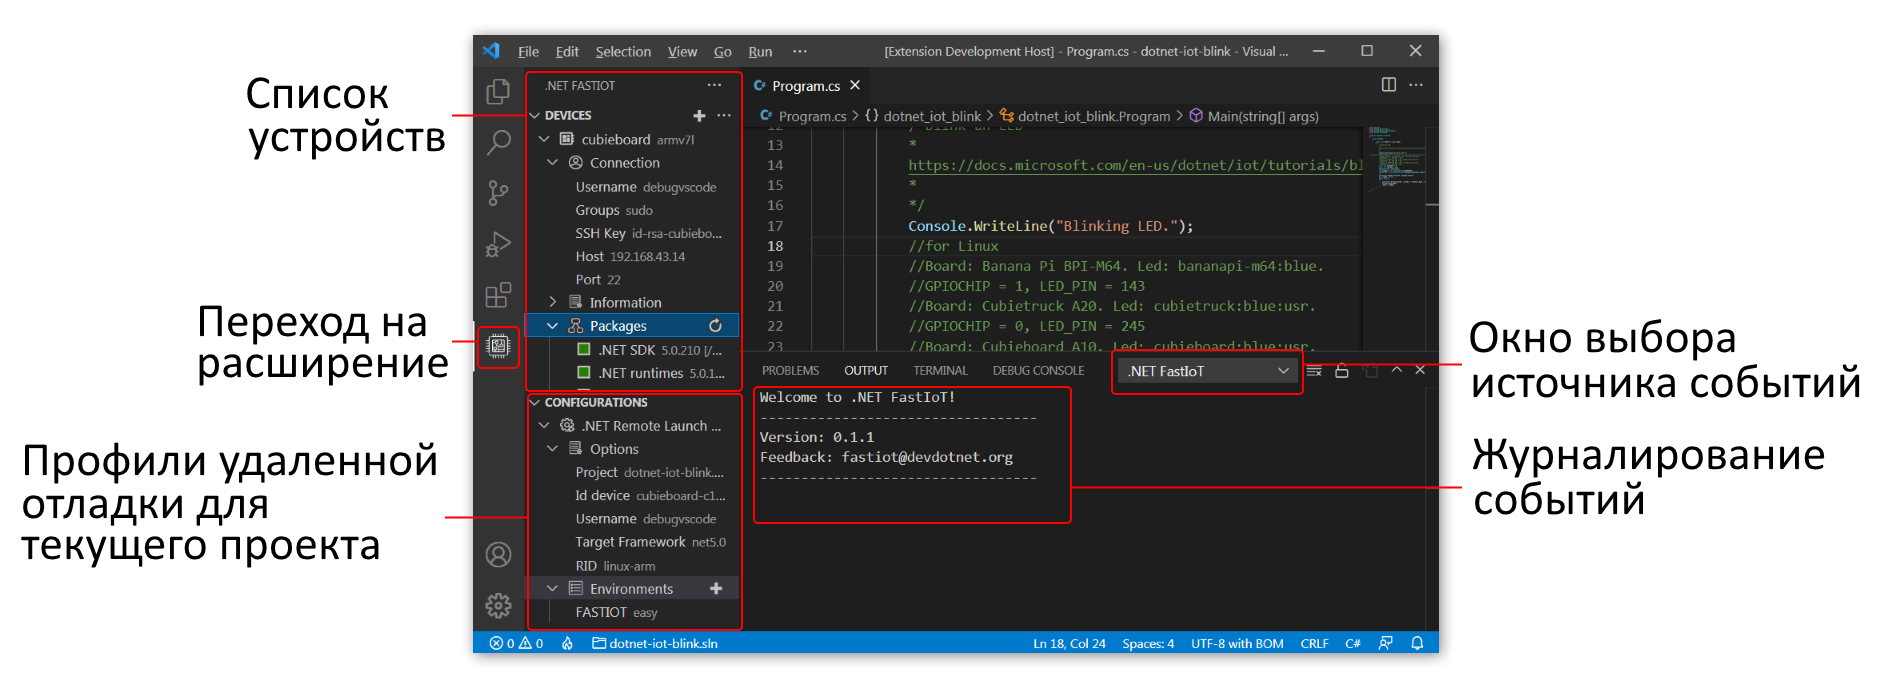 File Edit Selection View Go Run ··· [Extension Development Host] - Program.cs - dotnet-iot-blink - Visual ...
Список
устройств
Переход на
расширение
Профили удаленной
отладки для
текущего проекта
.NET FASTIOT ···
DEVICES
cubieboard armv7l
Connection
Username debugvscode
Groups sudo
SSH Key id-rsa-cubiebo...
Host 192.168.43.14
Port 22
Information
Packages
.NET SDK 5.0.210 [/...
.NET runtimes 5.0.1...
CONFIGURATIONS
.NET Remote Launch ...
Options
Project dotnet-iot-blink....
Id device cubieboard-c1...
Username debugvscode
Target Framework net5.0
RID linux-arm
Environments
FASTIOT easy
Program.cs
Program.cs > {} dotnet_iot_blink > dotnet_iot_blink.Program > Main(string[] args)
12 / Blink an LED
13 *
14 https://docs.microsoft.com/en-us/dotnet/iot/tutorials/bl
15 *
16 */
17 Console.WriteLine("Blinking LED.");
18 //for Linux
19 //Board: Banana Pi BPI-M64. Led: bananapi-m64:blue.
20 //GPIOCHIP = 1, LED_PIN = 143
21 //Board: Cubietruck A20. Led: cubietruck:blue:usr.
22 //GPIOCHIP = 0, LED_PIN = 245
23 //Board: Cubieboard A10. Led: cubieboard:blue:usr.
PROBLEMS OUTPUT TERMINAL DEBUG CONSOLE .NET FastIoT
Welcome to .NET FastIoT!
----------------------------------
Version: 0.1.1
Feedback: fastiot@devdotnet.org
----------------------------------
Окно выбора
источника событий
Журналирование
событий
0 0 dotnet-iot-blink.sln Ln 18, Col 24 Spaces: 4 UTF-8 with BOM CRLF C#